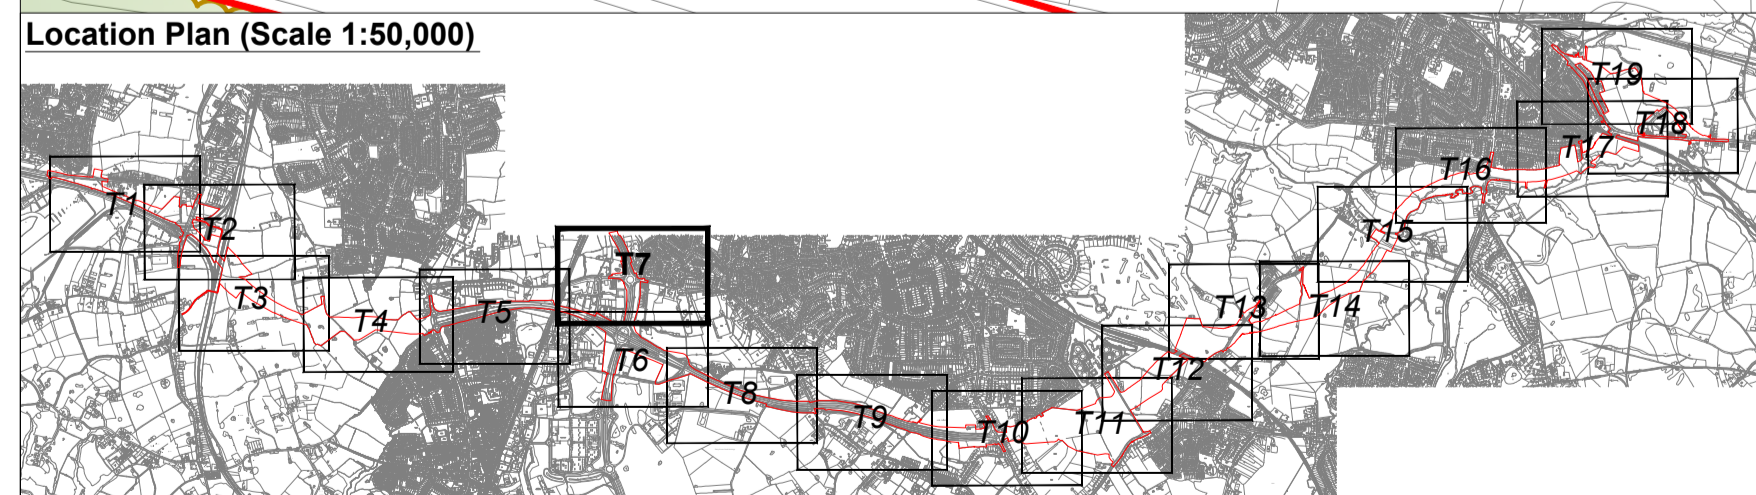 Location Plan (Scale 1:50,000)
T1
T2
T3
T4
T5
T6
T7
T8
T9
T10
T11
T12
T13
T14
T15
T16
T17
T18
T19